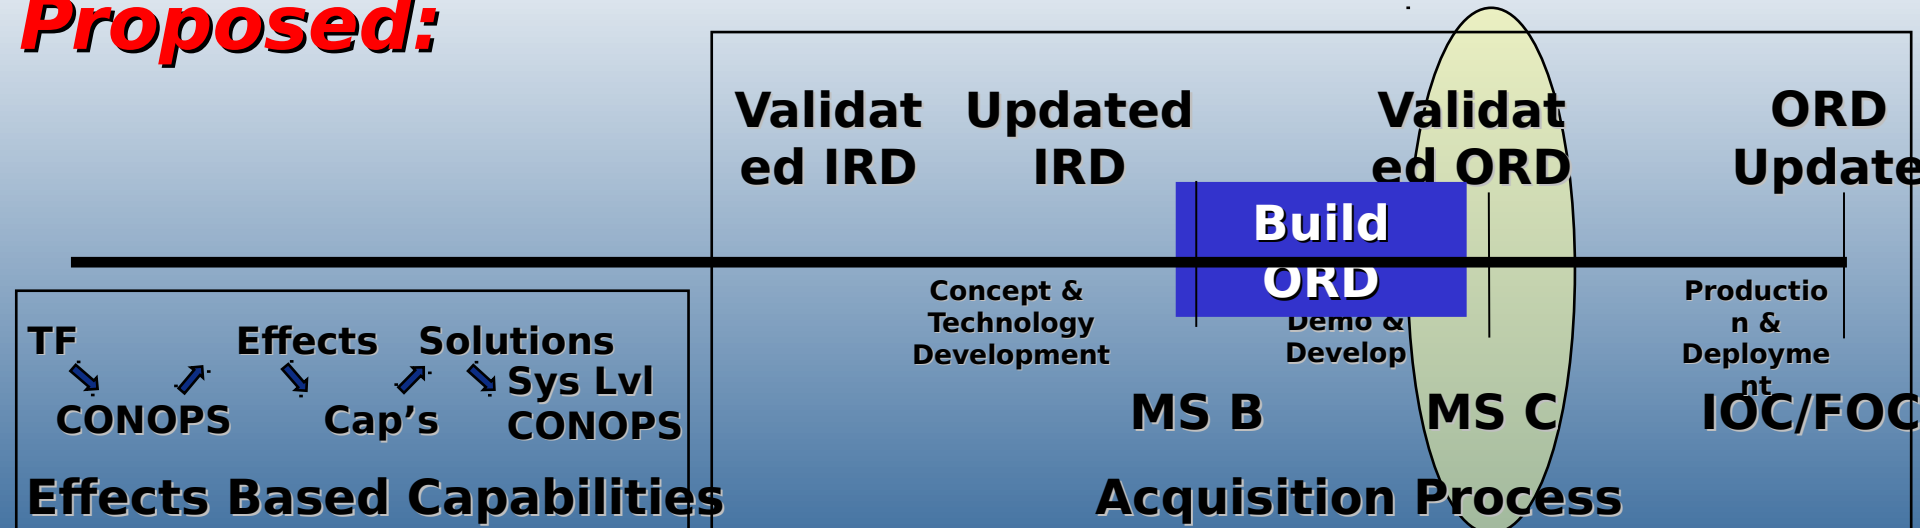 Proposed:
Validat
ed IRD
Updated
IRD
Validat
ed ORD
ORD
Update
Build
ORD
Concept &
Technology
Development
Demo &
Develop
Productio
n &
Deployme
nt
TF
Effects
Solutions
CONOPS
Cap’s
Sys Lvl
CONOPS
MS B
MS C
IOC/FOC
Effects Based Capabilities
Acquisition Process